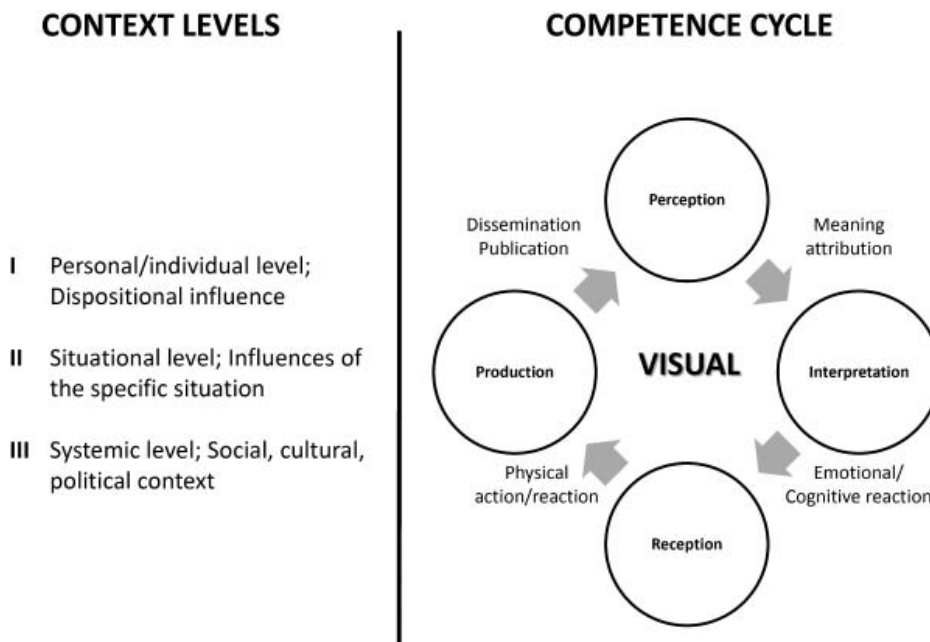 CONTEXT LEVELS
I Personal/individual level;
Dispositional influence
II Situational level; Influences of
the specific situation
III Systemic level; Social, cultural,
political context
COMPETENCE CYCLE
Perception
Dissemination
Publication
Meaning
attribution
Production
VISUAL
Interpretation
Physical
action/reaction
Emotional/
Cognitive reaction
Reception